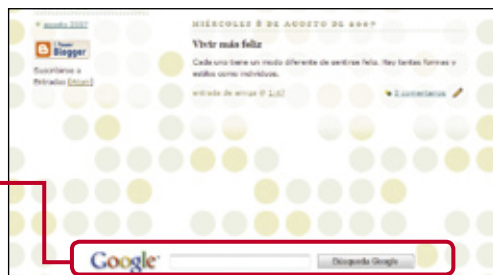 agosto 2007
Blogger
Suscribirse a
Entradas [Atom]
MIÉRCOLES 8 DE AGOSTO DE 2007
Vivir más feliz
Cada uno tiene un modo diferente de sentirse feliz. Hay tantas formas y
estilos como individuos.
entrada de amiga @ 1:47
2 comentarios
Google
Búsqueda Google